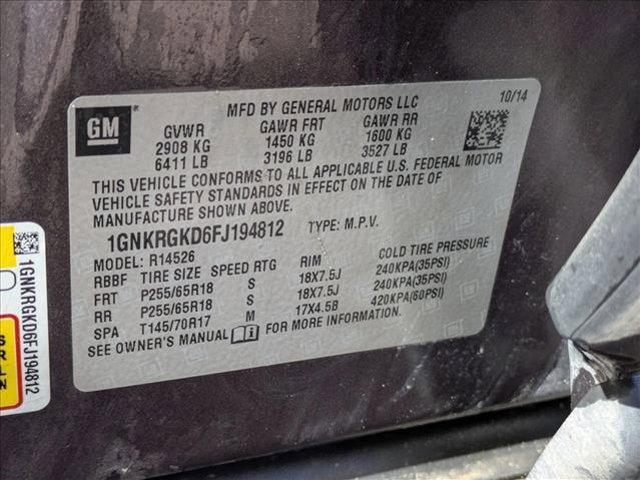 GM
MFD BY GENERAL MOTORS LLC
10/14
GVWR GAWR FRT GAWR RR
2908 KG 1450 KG 1600 KG
6411 LB 3196 LB 3527 LB
THIS VEHICLE CONFORMS TO ALL APPLICABLE U.S. FEDERAL MOTOR
VEHICLE SAFETY STANDARDS IN EFFECT ON THE DATE OF
MANUFACTURE SHOWN ABOVE.
1GNKRGKD6FJ194812 TYPE: M.P.V.
MODEL: R14526
RBBF TIRE SIZE SPEED RTG RIM COLD TIRE PRESSURE
FRT P255/65R18 S 18X7.5J 240KPA(35PSI)
RR P255/65R18 S 18X7.5J 240KPA(35PSI)
SPA T145/70R17 M 17X4.5B 420KPA(60PSI)
SEE OWNER'S MANUAL FOR MORE INFORMATION.
1GNKRGKD6FJ194812